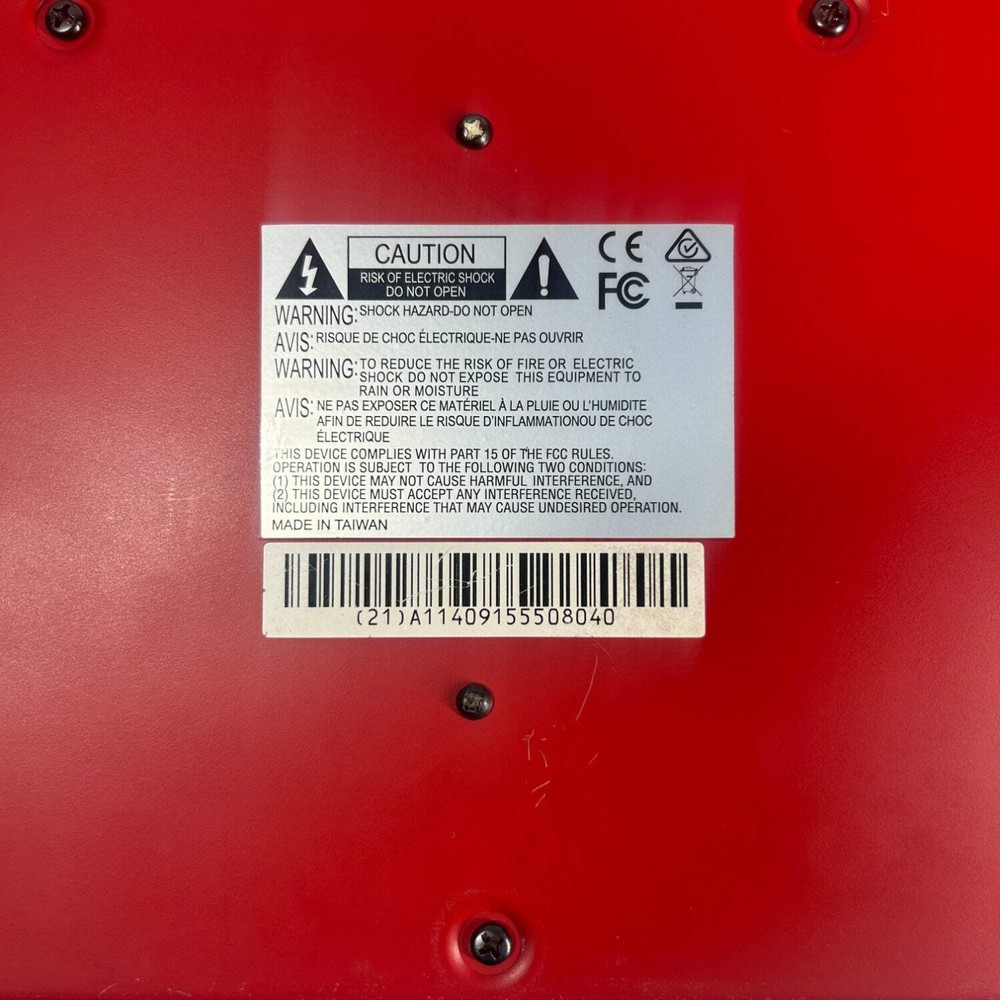 CAUTION
RISK OF ELECTRIC SHOCK
DO NOT OPEN
CE
FC
WARNING: SHOCK HAZARD-DO NOT OPEN
AVIS: RISQUE DE CHOC ÉLECTRIQUE-NE PAS OUVRIR
WARNING: TO REDUCE THE RISK OF FIRE OR ELECTRIC
SHOCK DO NOT EXPOSE THIS EQUIPMENT TO
RAIN OR MOISTURE
AVIS: NE PAS EXPOSER CE MATÉRIEL À LA PLUIE OU L'HUMIDITE
AFIN DE REDUIRE LE RISQUE D'INFLAMMATIONOU DE CHOC
ÉLECTRIQUE
THIS DEVICE COMPLIES WITH PART 15 OF THE FCC RULES.
OPERATION IS SUBJECT TO THE FOLLOWING TWO CONDITIONS:
(1) THIS DEVICE MAY NOT CAUSE HARMFUL INTERFERENCE, AND
(2) THIS DEVICE MUST ACCEPT ANY INTERFERENCE RECEIVED,
INCLUDING INTERFERENCE THAT MAY CAUSE UNDESIRED OPERATION.
MADE IN TAIWAN
(21)A11409155508040